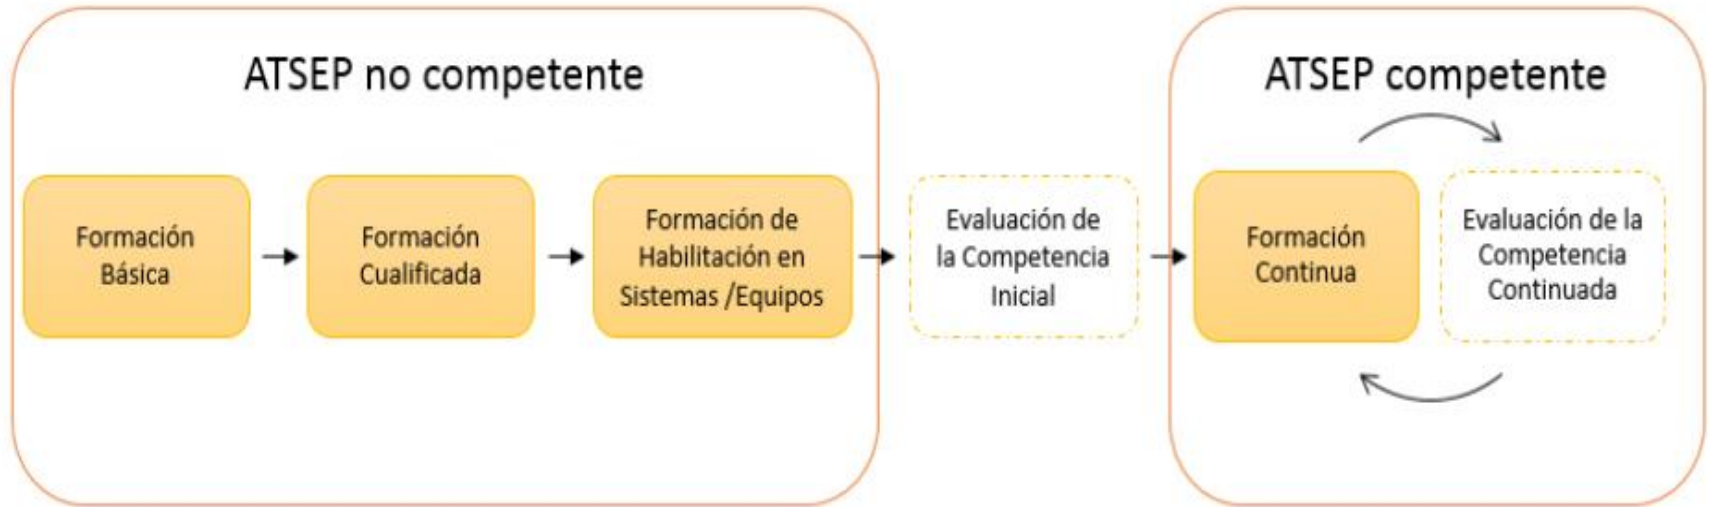 ATSEP no competente
Formación
Básica
Formación
Cualificada
Formación de
Habilitación en
Sistemas /Equipos
Evaluación de
la Competencia
Inicial
ATSEP competente
Formación
Continua
Evaluación de la
Competencia
Continuada